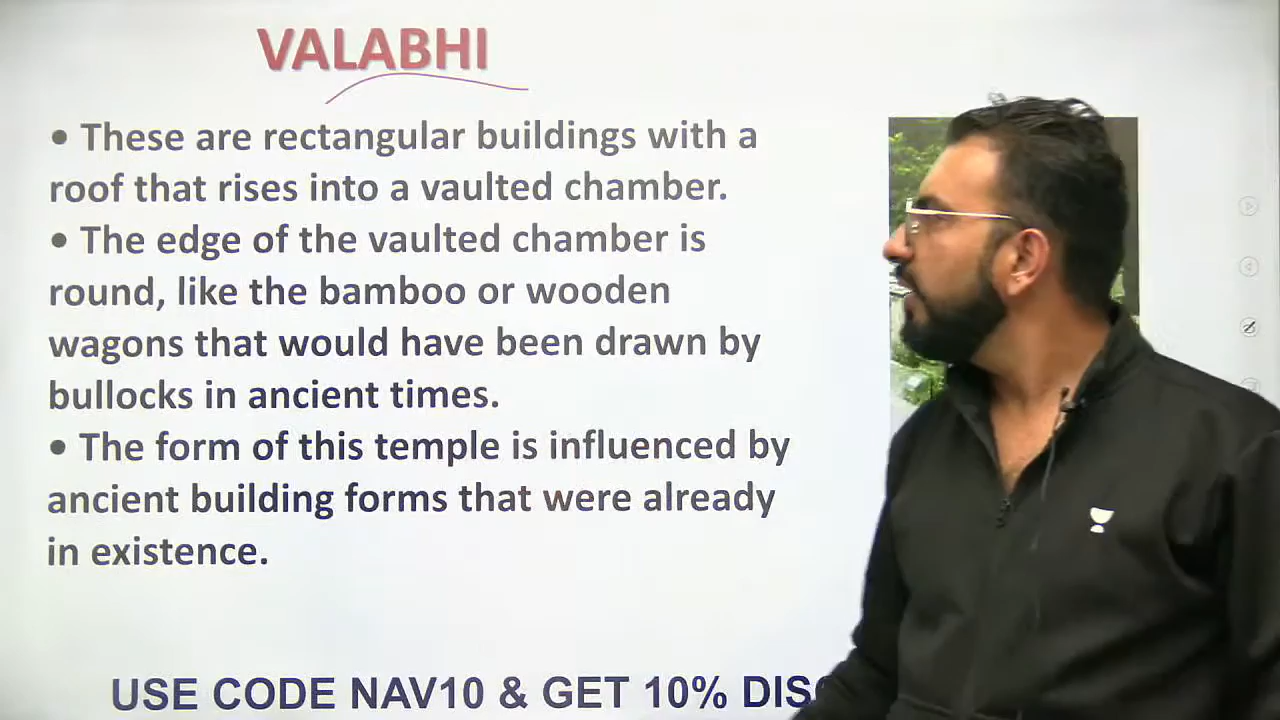 VALABHI
• These are rectangular buildings with a
roof that rises into a vaulted chamber.
• The edge of the vaulted chamber is
round, like the bamboo or wooden
wagons that would have been drawn by
bullocks in ancient times.
• The form of this temple is influenced by
ancient building forms that were already
in existence.
USE CODE NAV10 & GET 10%